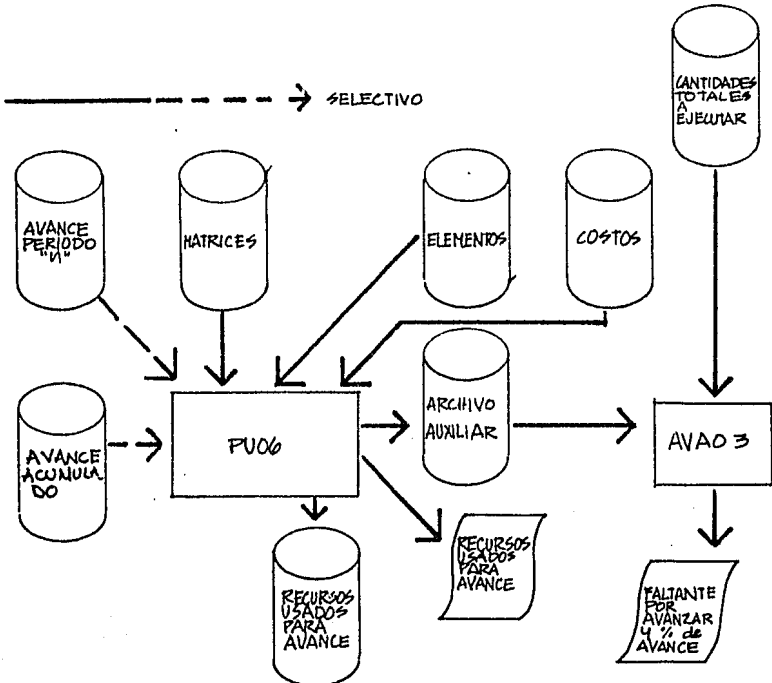 CANTIDADES
TOTALES
A
EJECUTAR
SELECTIVO
AVANCE
PERIODO
"N"
MATRICES
ELEMENTOS
COSTOS
AVANCE
ACUMULA
DO
PU06
ARCHIVO
AUXILIAR
AVA03
RECURSOS
USADOS
PARA
AVANCE
RECURSOS
USADOS
PARA
AVANCE
FALTANTE
POR
AVANZAR
Y % de
AVANCE